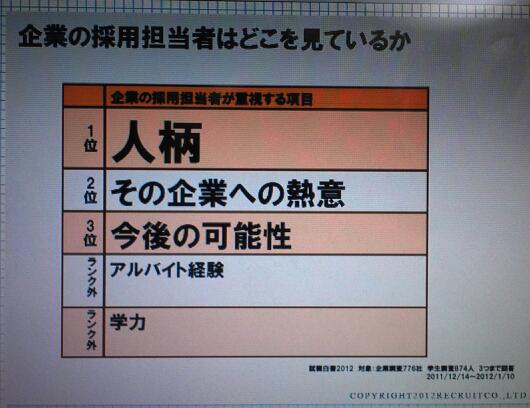 企業の採用担当者はどこを見ているか
企業の採用担当者が重視する項目
1位 人柄
2位 その企業への熱意
3位 今後の可能性
ランク外 アルバイト経験
ランク外 学力
就職白書2012 対象:企業調査776社 学生調査874人 3つまで回答
2011/12/14~2012/1/10
COPYRIGHT2012RECRUITCO.,LTD